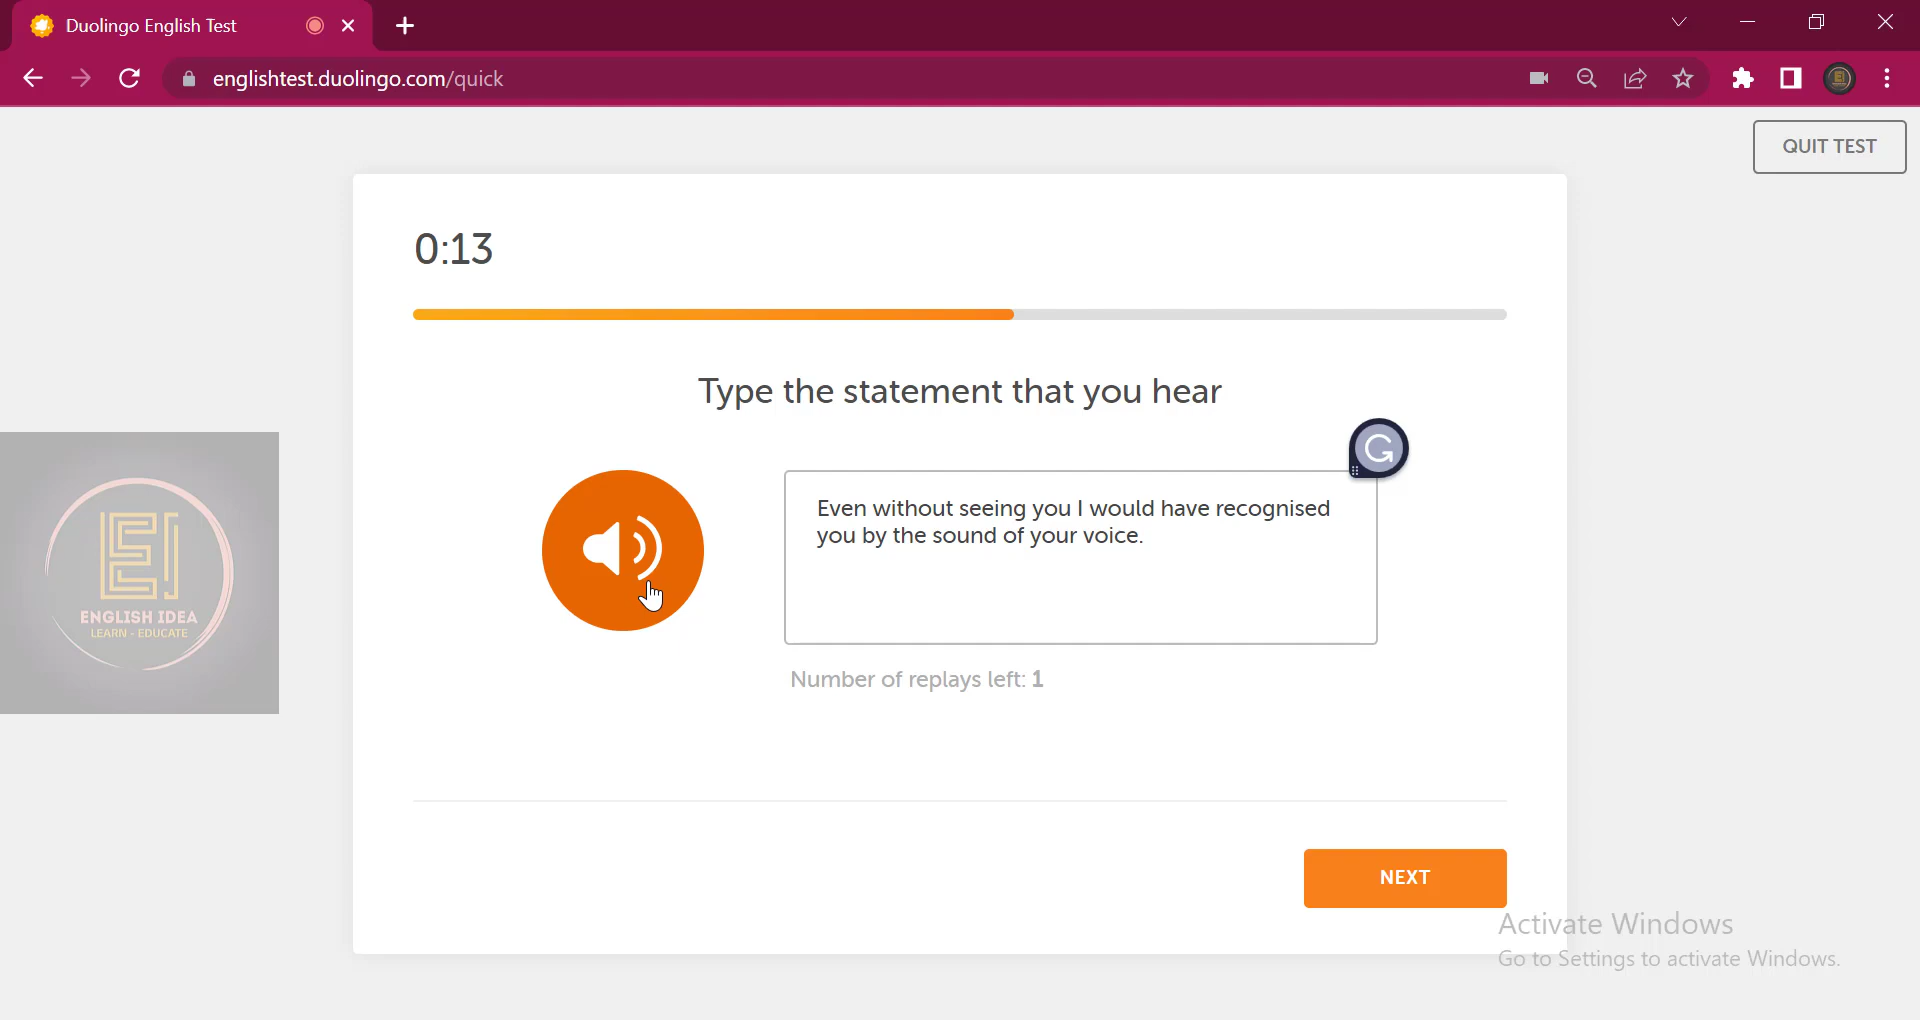 Duolingo English Test
englishtest.duolingo.com/quick
QUIT TEST
0:13
Type the statement that you hear
G
Even without seeing you I would have recognised
you by the sound of your voice.
EI
ENGLISH IDEA
LEARN - EDUCATE
Number of replays left: 1
NEXT
Activate Windows
Go to Settings to activate Windows.